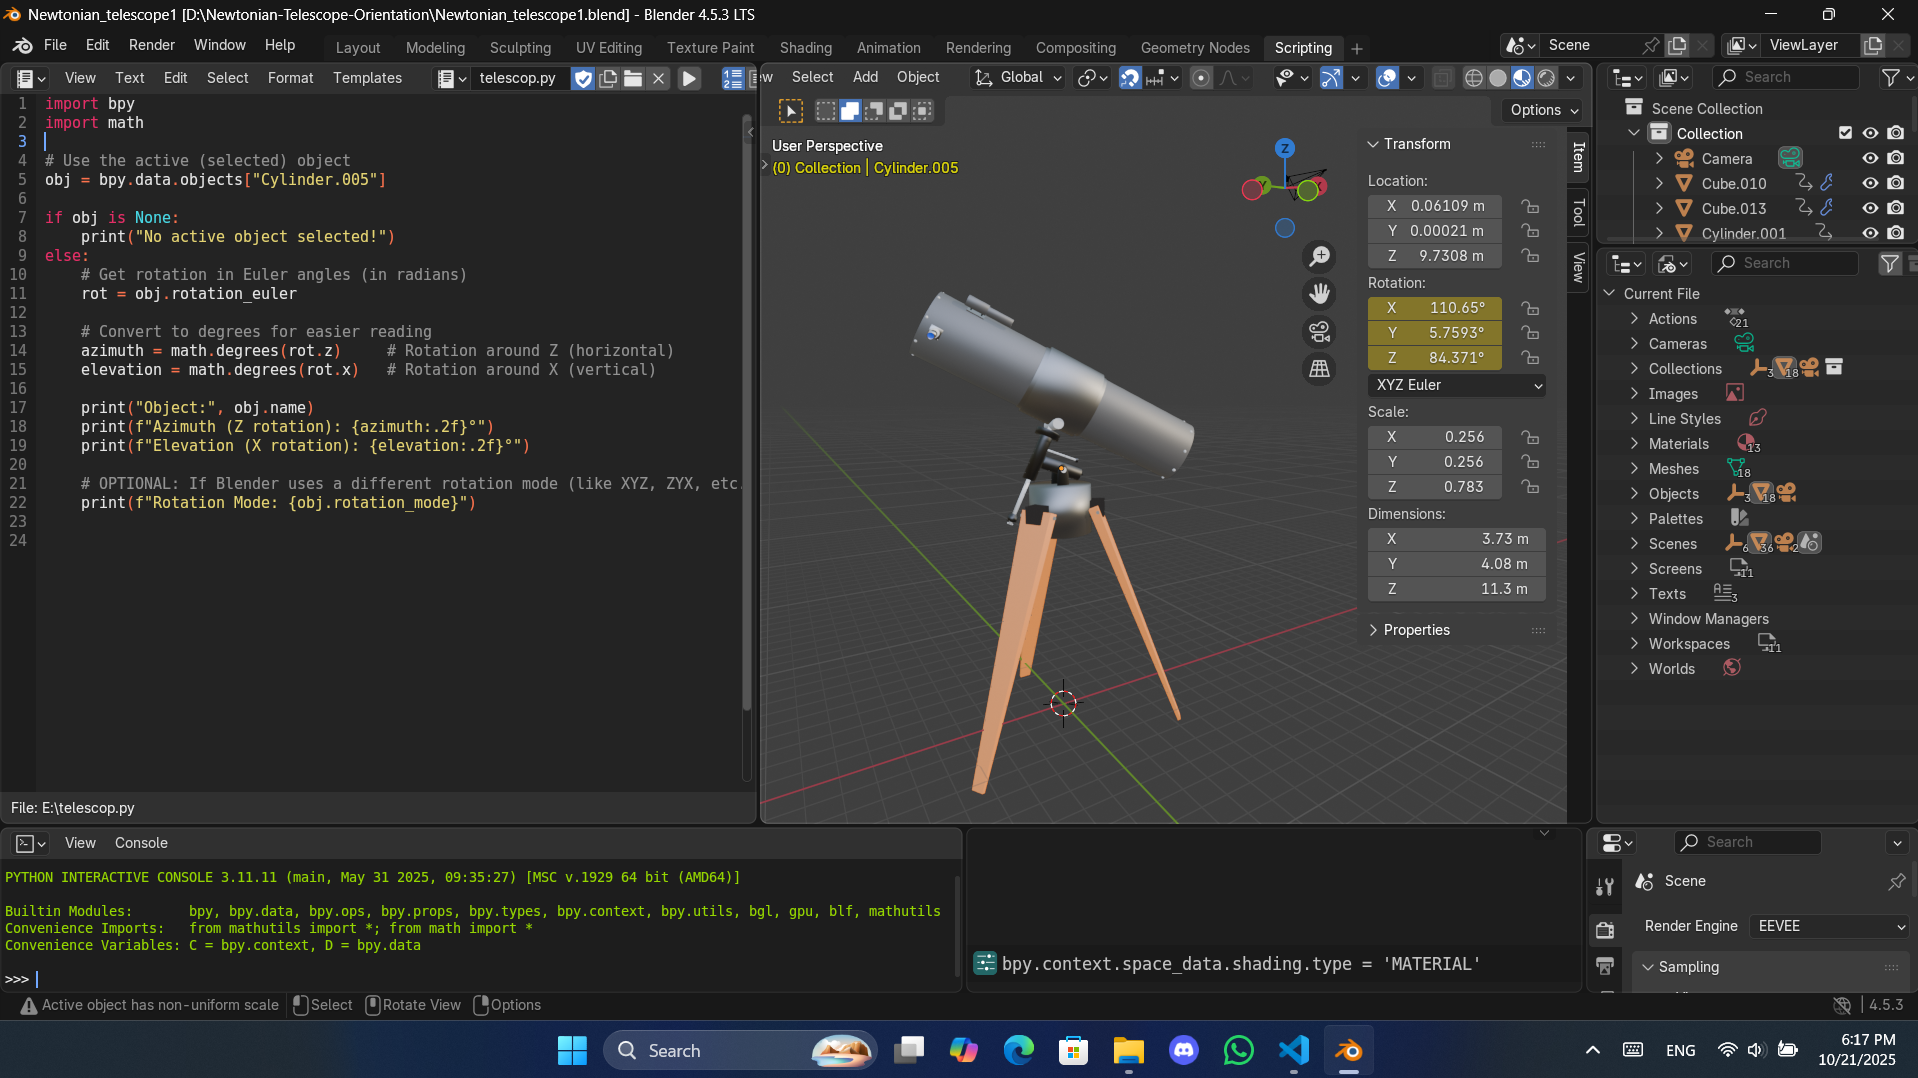 Newtonian_telescope1 [D:\Newtonian-Telescope-Orientation\Newtonian_telescope1.blend] - Blender 4.5.3 LTS
File Edit Render Window Help Layout Modeling Sculpting UV Editing Texture Paint Shading Animation Rendering Compositing Geometry Nodes Scripting + Scene ViewLayer
View Text Edit Select Format Templates telescop.py
ew Select Add Object Global
Options
1 import bpy
2 import math
3
4 # Use the active (selected) object
5 obj = bpy.data.objects["Cylinder.005"]
6
7 if obj is None:
8     print("No active object selected!")
9 else:
10     # Get rotation in Euler angles (in radians)
11     rot = obj.rotation_euler
12
13     # Convert to degrees for easier reading
14     azimuth = math.degrees(rot.z)     # Rotation around Z (horizontal)
15     elevation = math.degrees(rot.x)   # Rotation around X (vertical)
16
17     print("Object:", obj.name)
18     print(f"Azimuth (Z rotation): {azimuth:.2f}°")
19     print(f"Elevation (X rotation): {elevation:.2f}°")
20
21     # OPTIONAL: If Blender uses a different rotation mode (like XYZ, ZYX, etc.
22     print(f"Rotation Mode: {obj.rotation_mode}")
23
24
File: E:\telescop.py
User Perspective
(0) Collection | Cylinder.005
Z
Y
Transform
Location:
X 0.06109 m
Y 0.00021 m
Z 9.7308 m
Rotation:
X 110.65°
Y 5.7593°
Z 84.371°
XYZ Euler
Scale:
X 0.256
Y 0.256
Z 0.783
Dimensions:
X 3.73 m
Y 4.08 m
Z 11.3 m
Properties
Item
Tool
View
Search
Scene Collection
Collection
Camera
Cube.010
Cube.013
Cylinder.001
Search
Current File
Actions 21
Cameras
Collections 3 18
Images
Line Styles
Materials 13
Meshes 18
Objects 3 18
Palettes
Scenes 6 36 2
Screens 11
Texts 3
Window Managers
Workspaces 11
Worlds
View Console
PYTHON INTERACTIVE CONSOLE 3.11.11 (main, May 31 2025, 09:35:27) [MSC v.1929 64 bit (AMD64)]
Builtin Modules:       bpy, bpy.data, bpy.ops, bpy.props, bpy.types, bpy.context, bpy.utils, bgl, gpu, blf, mathutils
Convenience Imports:   from mathutils import *; from math import *
Convenience Variables: C = bpy.context, D = bpy.data
>>>
bpy.context.space_data.shading.type = 'MATERIAL'
Search
Scene
Render Engine EEVEE
Sampling
Active object has non-uniform scale Select Rotate View Options 4.5.3
Search
ENG
6:17 PM
10/21/2025